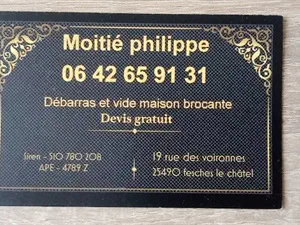 Moitié philippe
06 42 65 91 31
Débarras et vide maison brocante
Devis gratuit
Siren - 510 780 208
APE - 4789 Z
19 rue des voironnes
25490 fesches le châtel